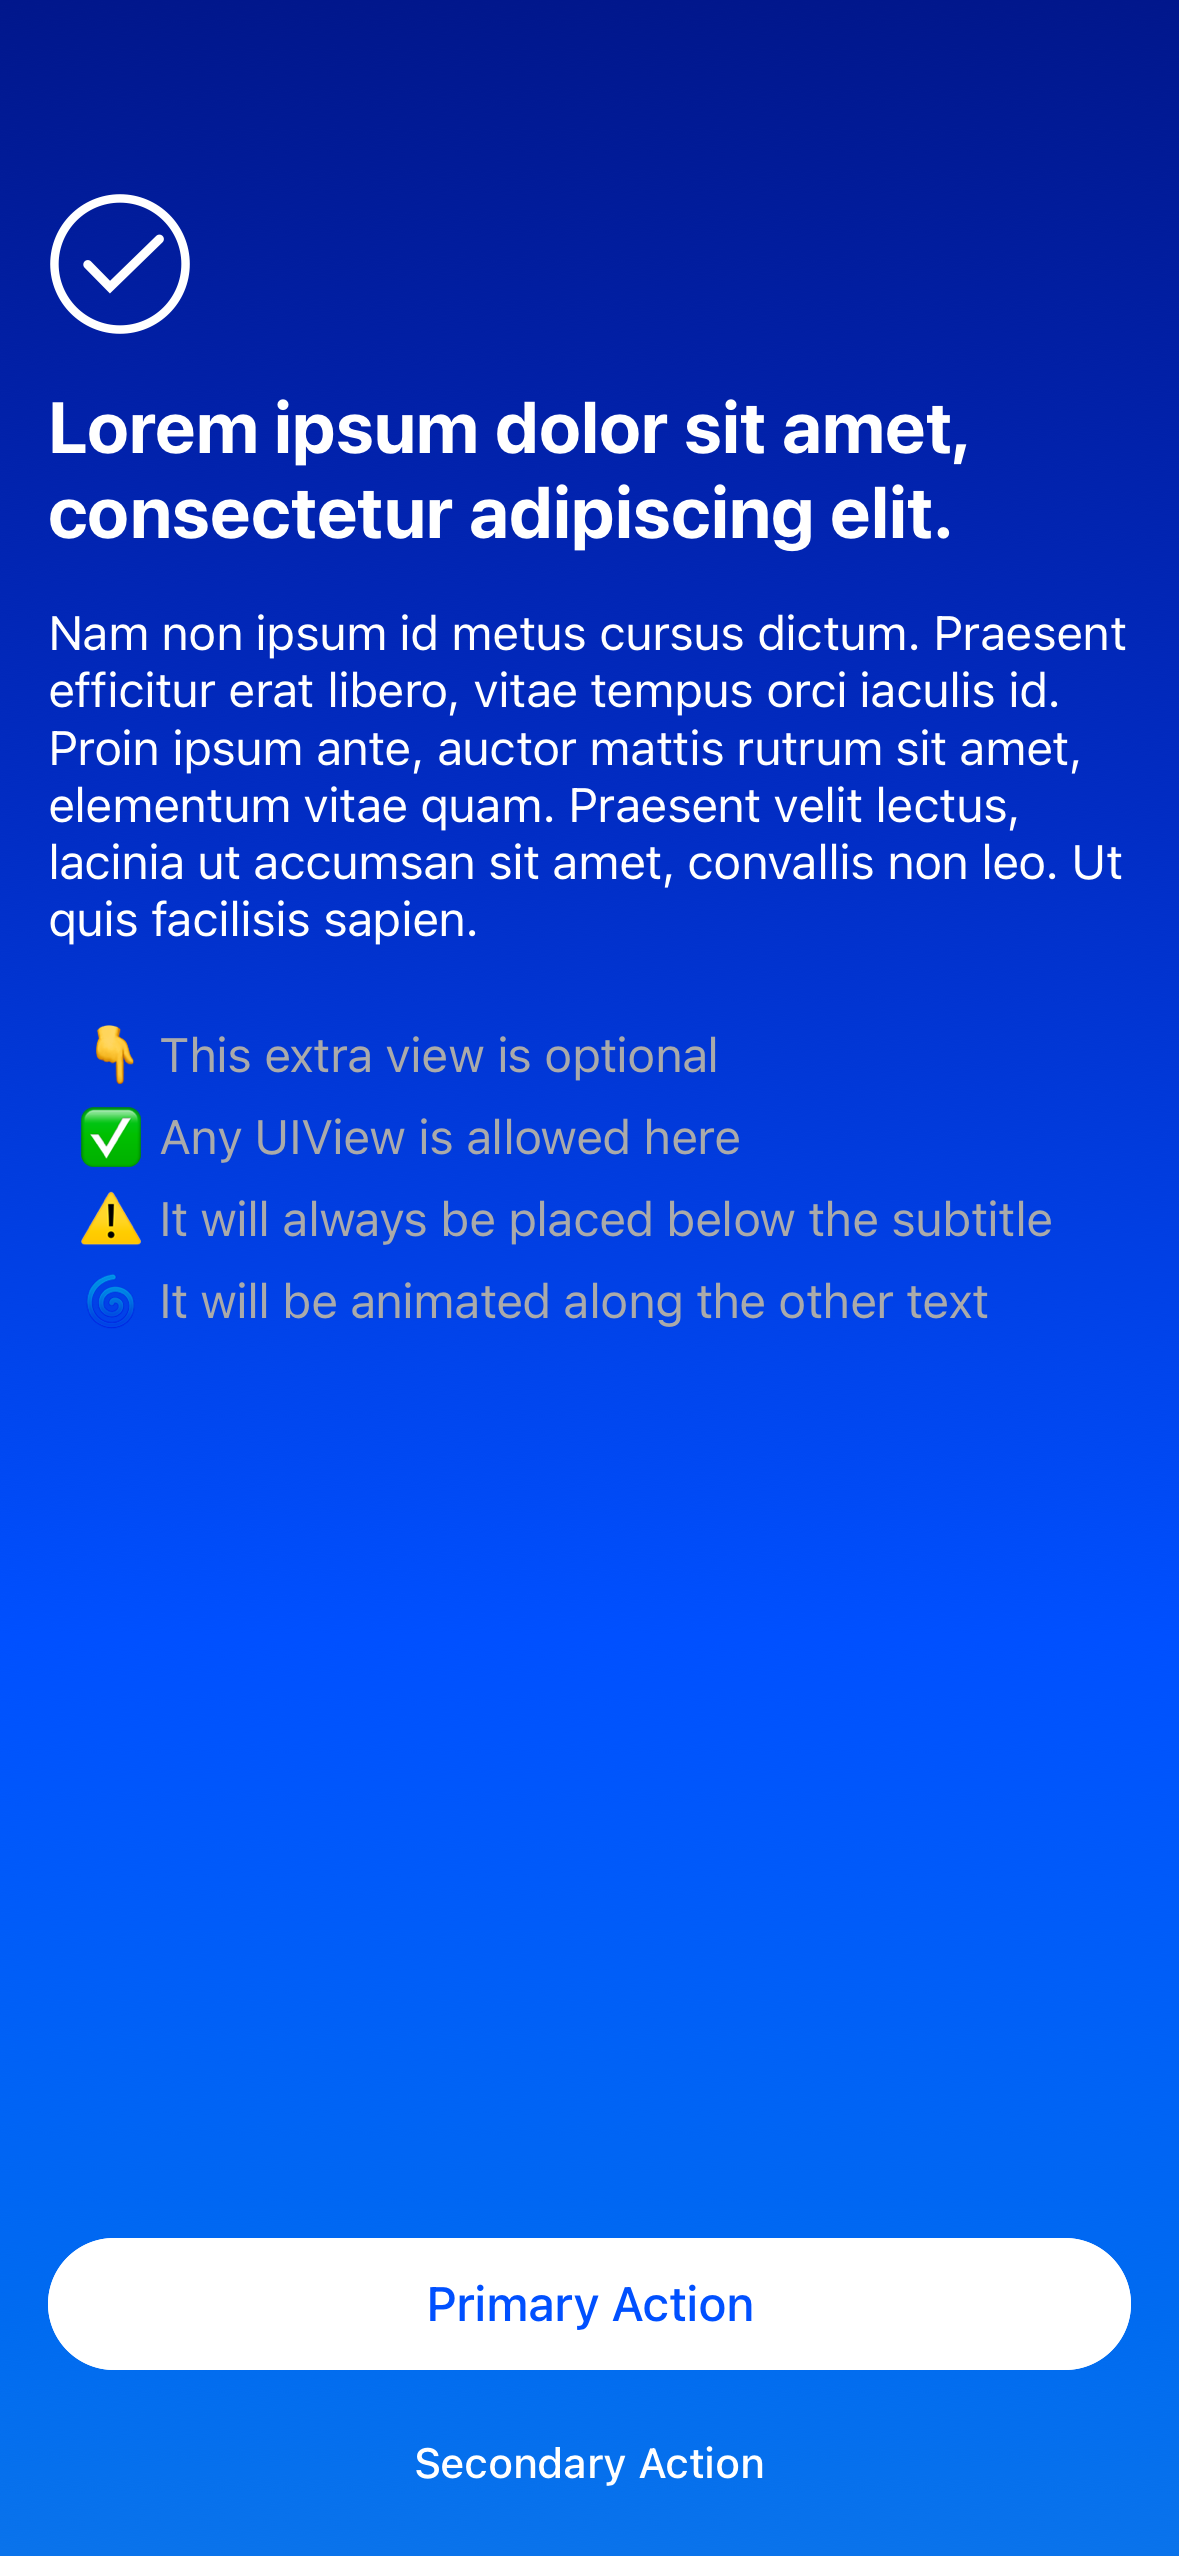 Lorem ipsum dolor sit amet,
consectetur adipiscing elit.
Nam non ipsum id metus cursus dictum. Praesent
efficitur erat libero, vitae tempus orci iaculis id.
Proin ipsum ante, auctor mattis rutrum sit amet,
elementum vitae quam. Praesent velit lectus,
lacinia ut accumsan sit amet, convallis non leo. Ut
quis facilisis sapien.
👇 This extra view is optional
✅ Any UIView is allowed here
⚠️ It will always be placed below the subtitle
🌀 It will be animated along the other text
Primary Action
Secondary Action